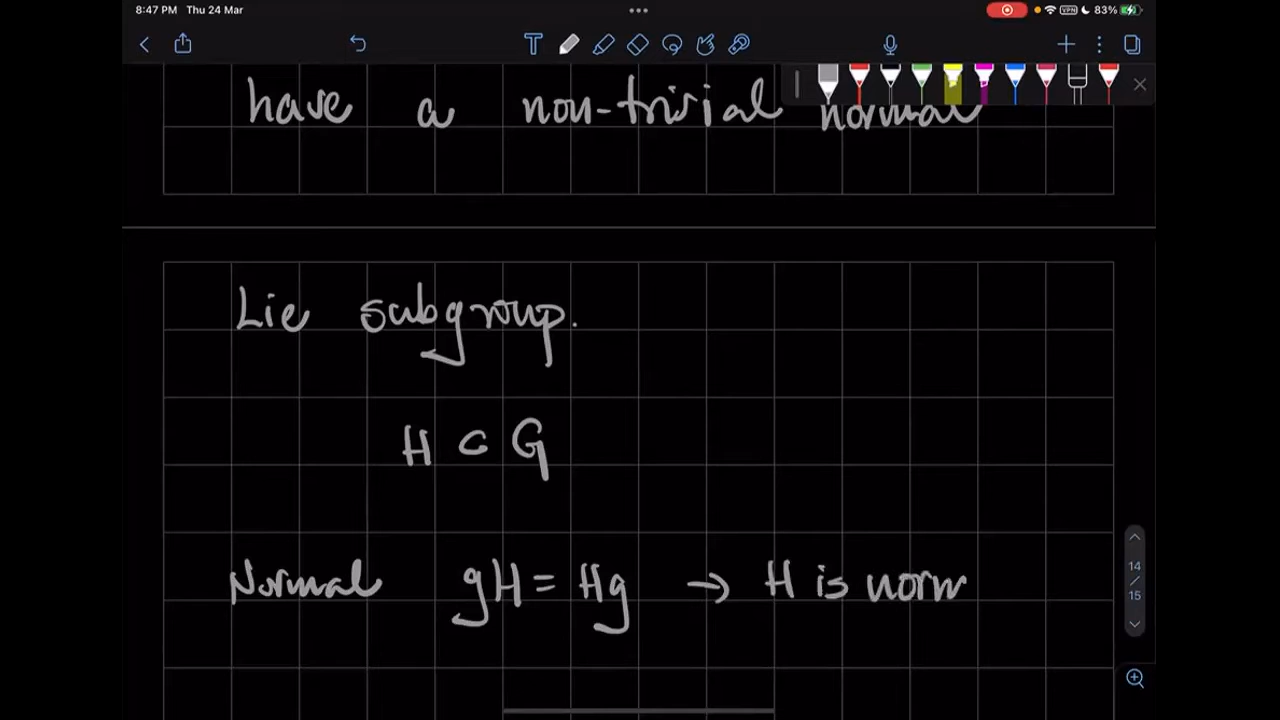 8:47 PM Thu 24 Mar
VPN 83%
have a non-trivial normal
Lie subgroup.
H ⊂ G
Normal gH = Hg → H is norm
14
/
15